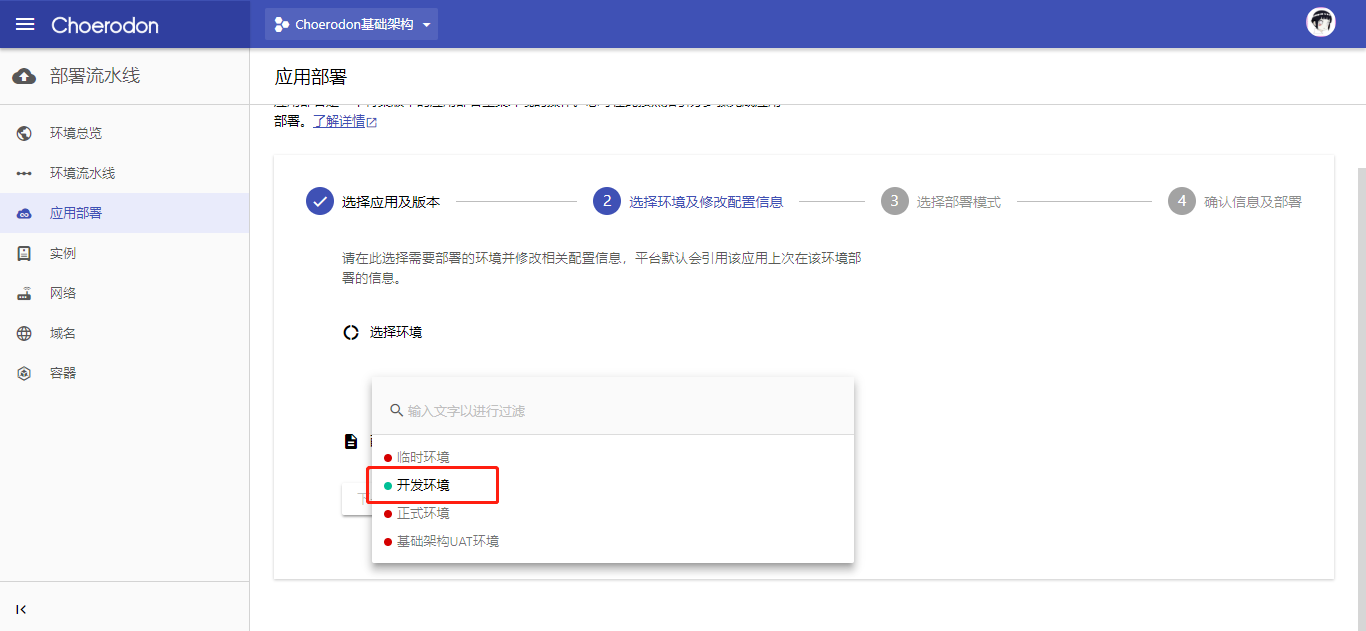 Choerodon
Choerodon基础架构
部署流水线
环境总览
环境流水线
应用部署
实例
网络
域名
容器
应用部署
部署。了解详情
选择应用及版本
2 选择环境及修改配置信息
3 选择部署模式
4 确认信息及部署
请在此选择需要部署的环境并修改相关配置信息，平台默认会引用该应用上次在该环境部
署的信息。
选择环境
输入文字以进行过滤
临时环境
开发环境
正式环境
基础架构UAT环境